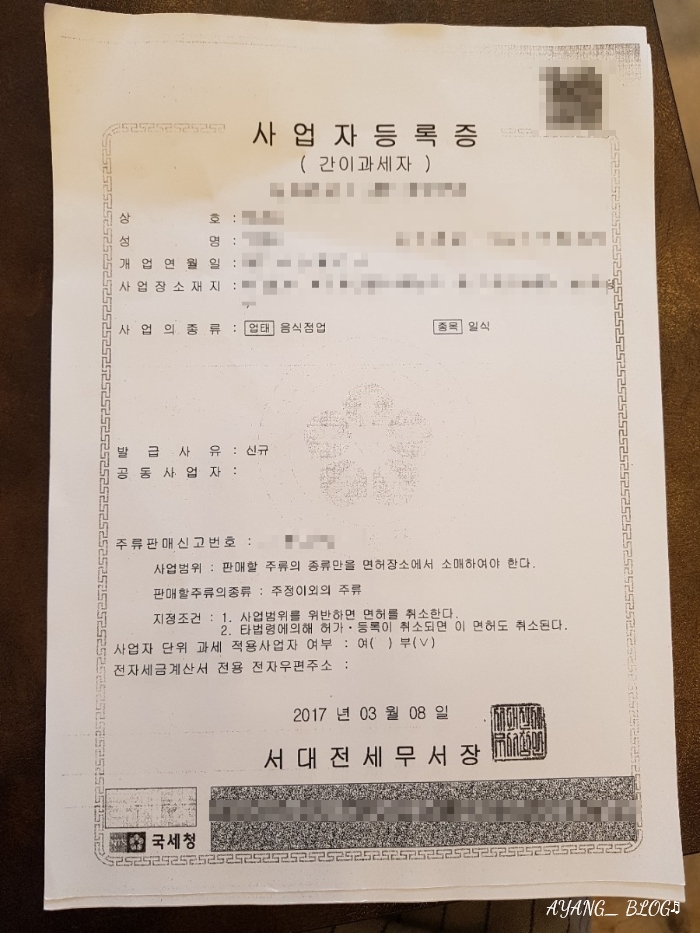 사업자등록증
( 간이과세자 )
상 호 :
성 명 :
개업연월일 :
사업장소재지 :
사업의종류 : 업태 음식점업 종목 일식
발급사유 : 신규
공동사업자 :
주류판매신고번호 :
사업범위 : 판매할 주류의 종류만을 면허장소에서 소매하여야 한다.
판매할주류의종류 : 주정이외의 주류
지정조건 : 1. 사업범위를 위반하면 면허를 취소한다.
2. 타법령에의해 허가·등록이 취소되면 이 면허도 취소된다.
사업자 단위 과세 적용사업자 여부 : 여( ) 부(∨)
전자세금계산서 전용 전자우편주소 :
2017 년 03 월 08 일
서대전세무서장
국세청
AYANG_ BLOG♬